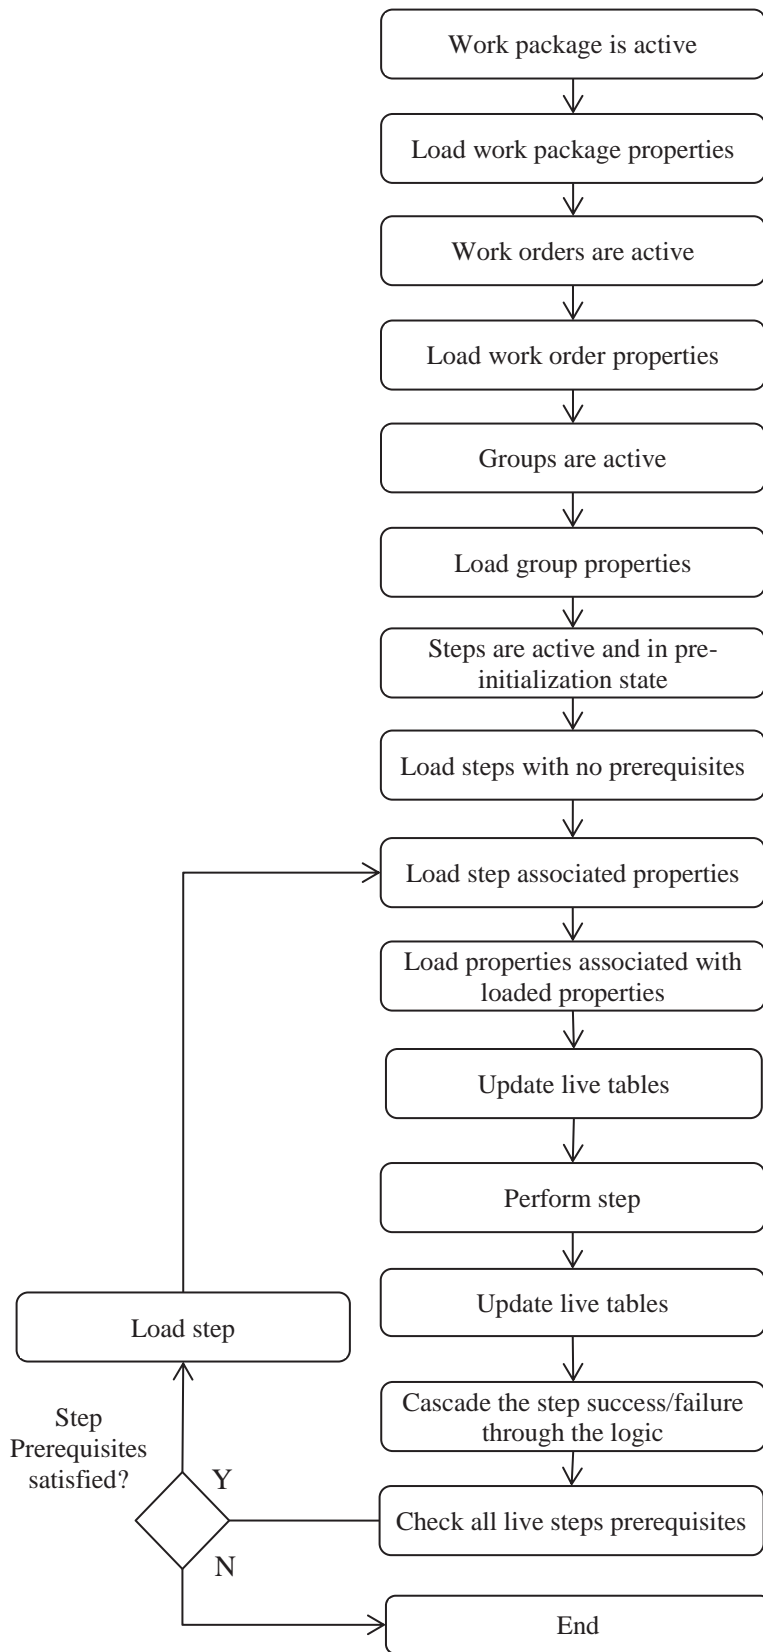 Work package is active
Load work package properties
Work orders are active
Load work order properties
Groups are active
Load group properties
Steps are active and in pre-
initialization state
Load steps with no prerequisites
Load step associated properties
Load properties associated with
loaded properties
Update live tables
Perform step
Update live tables
Load step
Cascade the step success/failure
through the logic
Step
Prerequisites
satisfied?
Y
Check all live steps prerequisites
N
End